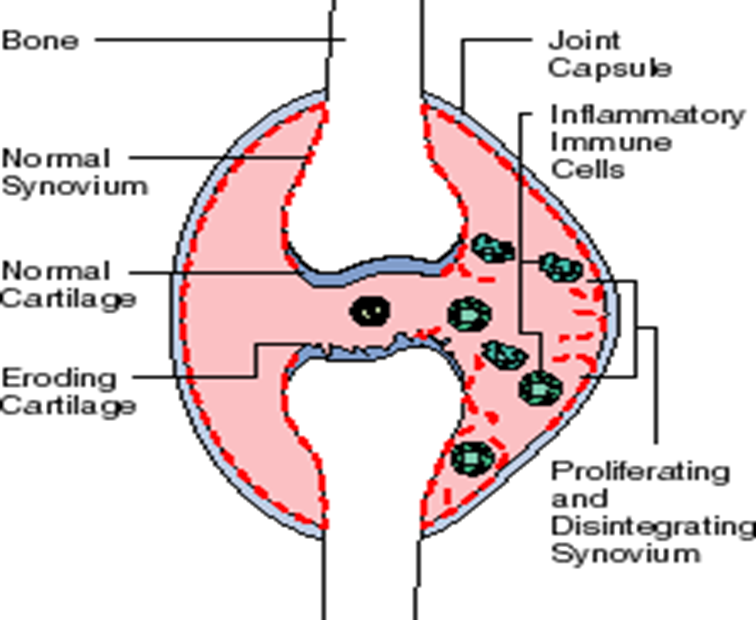 Bone
Normal
Synovium
Normal
Cartilage
Eroding
Cartilage
Joint
Capsule
Inflammatory
Immune
Cells
Proliferating
and
Disintegrating
Synovium